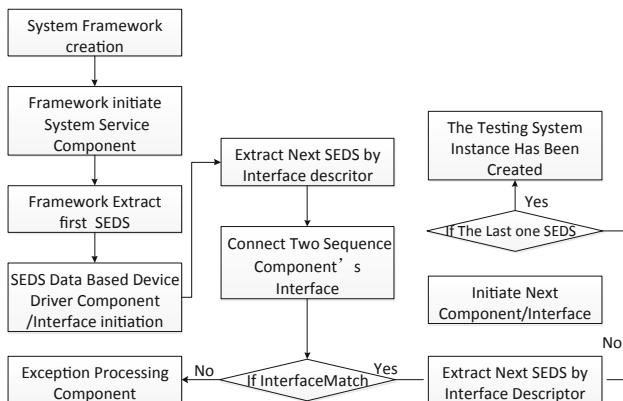 System Framework
creation
Framework initiate
System Service
Component
Framework Extract
first SEDS
SEDS Data Based Device
Driver Component
/Interface initiation
Exception Processing
Component
Extract Next SEDS by
Interface descritor
Connect Two Sequence
Component's
Interface
If InterfaceMatch
No
Yes
The Testing System
Instance Has Been
Created
Yes
If The Last one SEDS
Initiate Next
Component/Interface
No
Extract Next SEDS by
Interface Descriptor